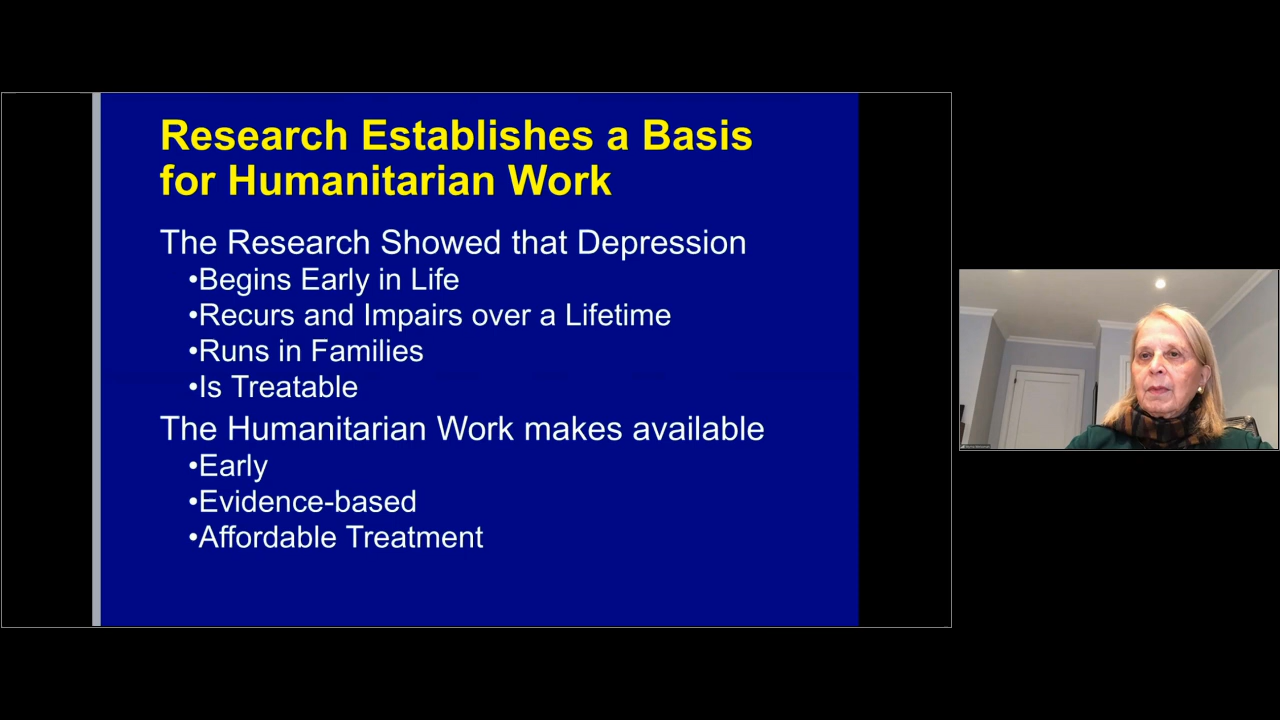 Research Establishes a Basis
for Humanitarian Work
The Research Showed that Depression
•Begins Early in Life
•Recurs and Impairs over a Lifetime
•Runs in Families
•Is Treatable
The Humanitarian Work makes available
•Early
•Evidence-based
•Affordable Treatment